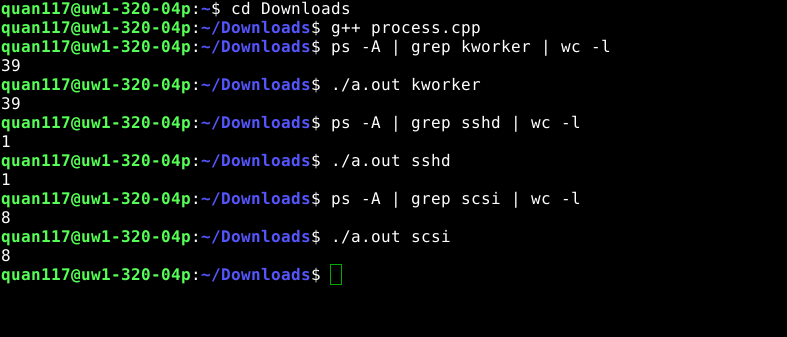 quan117@uw1-320-04p:~$ cd Downloads
quan117@uw1-320-04p:~/Downloads$ g++ process.cpp
quan117@uw1-320-04p:~/Downloads$ ps -A | grep kworker | wc -l
39
quan117@uw1-320-04p:~/Downloads$ ./a.out kworker
39
quan117@uw1-320-04p:~/Downloads$ ps -A | grep sshd | wc -l
1
quan117@uw1-320-04p:~/Downloads$ ./a.out sshd
1
quan117@uw1-320-04p:~/Downloads$ ps -A | grep scsi | wc -l
8
quan117@uw1-320-04p:~/Downloads$ ./a.out scsi
8
quan117@uw1-320-04p:~/Downloads$